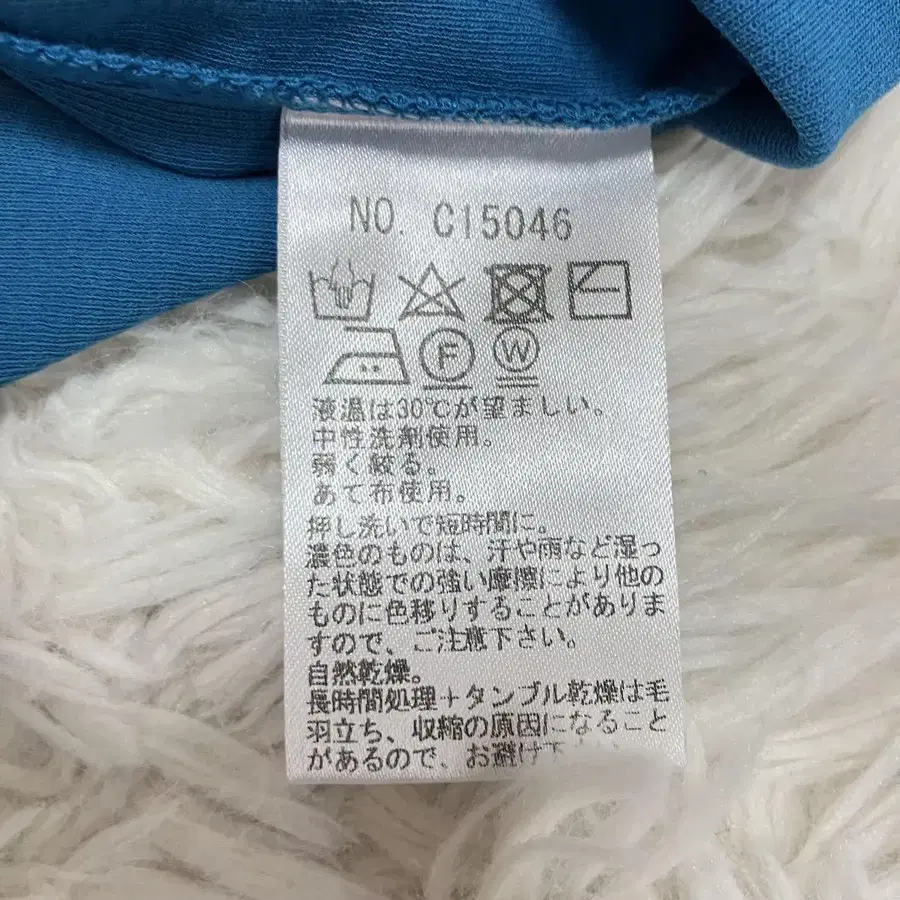 NO. C15046
F W
液温は30℃が望ましい。
中性洗剤使用。
弱く絞る。
あて布使用。
押し洗いで短時間に。
濃色のものは、汗や雨など湿っ
た状態での強い摩擦により他の
ものに色移りすることがありま
すので、ご注意下さい。
自然乾燥。
長時間処理+タンブル乾燥は毛
羽立ち、収縮の原因になること
があるので、お避け